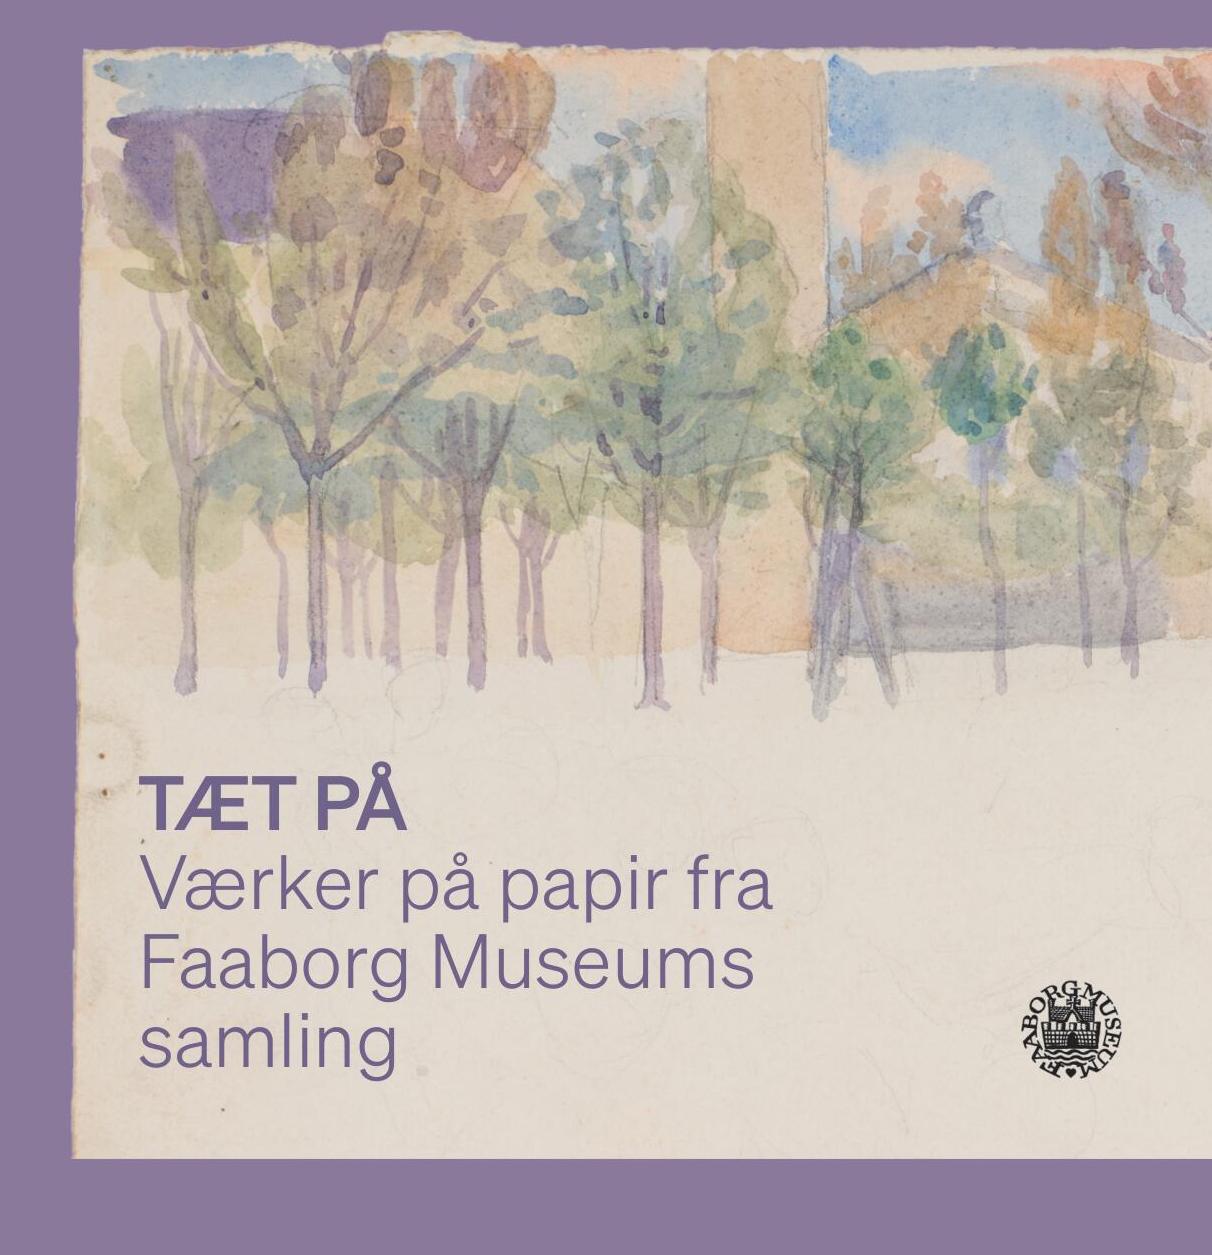 TÆT PÅ
Værker på papir fra
Faaborg Museums
samling
FAABORG MUSEUM